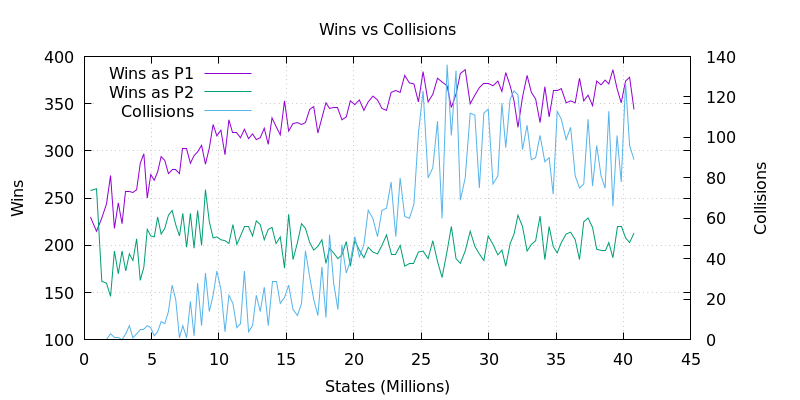 Wins vs Collisions
400
350
300
250
200
150
100
140
120
100
80
60
40
20
0
0 5 10 15 20 25 30 35 40 45
Wins
Collisions
States (Millions)
Wins as P1
Wins as P2
Collisions